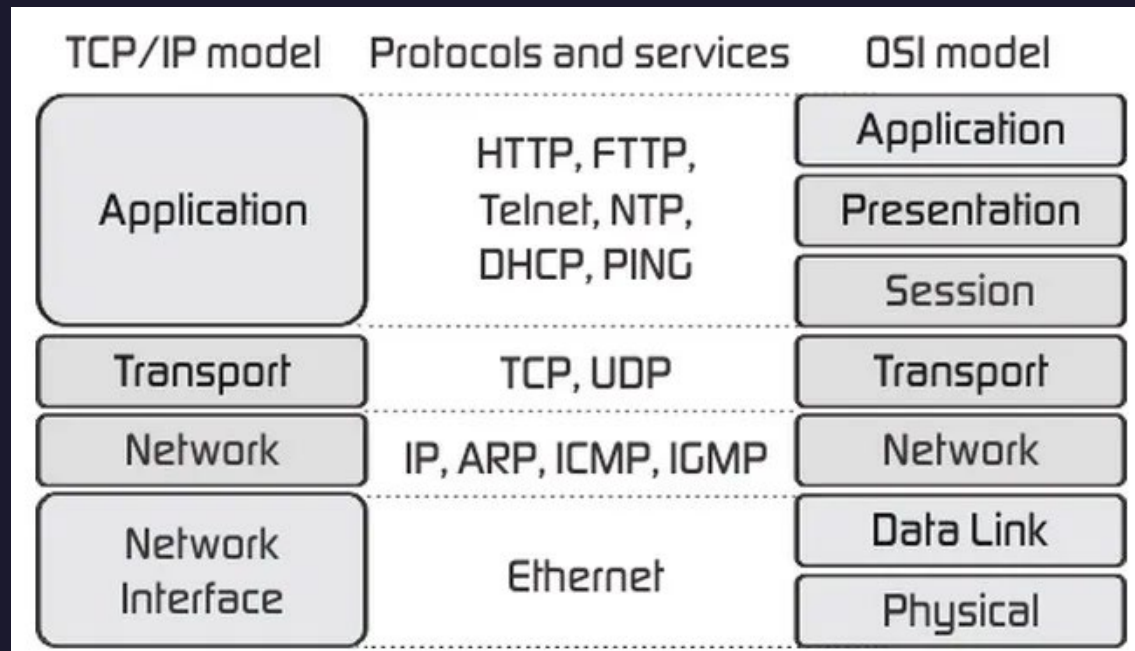 TCP/IP model Protocols and services OSI model
Application
HTTP, FTTP,
Telnet, NTP,
DHCP, PING
Application
Presentation
Session
Transport
TCP, UDP
Transport
Network
IP, ARP, ICMP, IGMP
Network
Network
Interface
Ethernet
Data Link
Physical